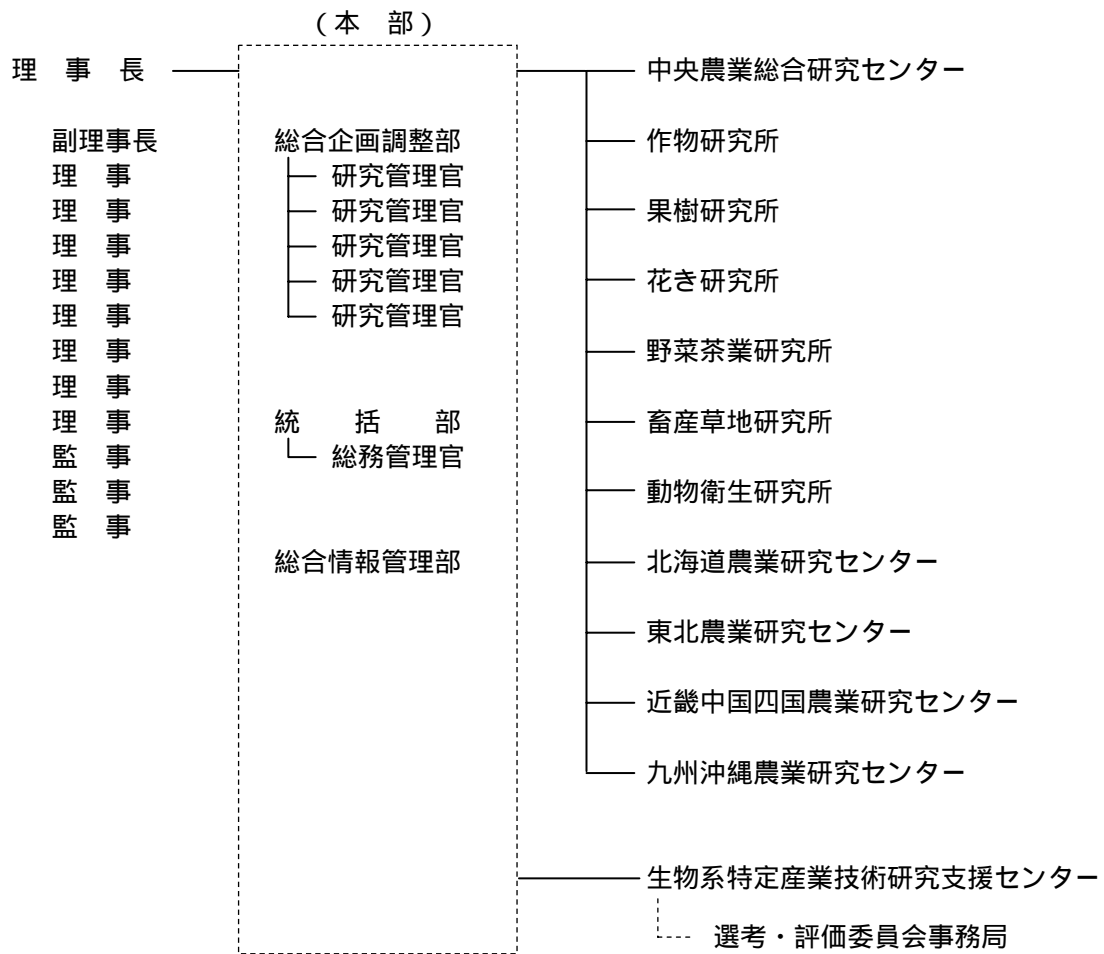 （本　部）
理　事　長
副理事長
理　事
理　事
理　事
理　事
理　事
理　事
理　事
理　事
監　事
監　事
監　事
総合企画調整部
研究管理官
研究管理官
研究管理官
研究管理官
研究管理官
統　括　部
総務管理官
総合情報管理部
中央農業総合研究センター
作物研究所
果樹研究所
花き研究所
野菜茶業研究所
畜産草地研究所
動物衛生研究所
北海道農業研究センター
東北農業研究センター
近畿中国四国農業研究センター
九州沖縄農業研究センター
生物系特定産業技術研究支援センター
選考・評価委員会事務局